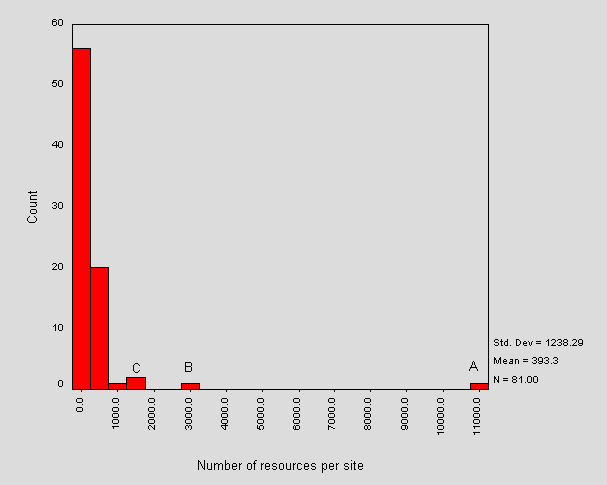 60
50
40
30
20
10
0
Count
C
B
A
Std. Dev = 1238.29
Mean = 393.3
N = 81.00
0.0
1000.0
2000.0
3000.0
4000.0
5000.0
6000.0
7000.0
8000.0
9000.0
10000.0
11000.0
Number of resources per site